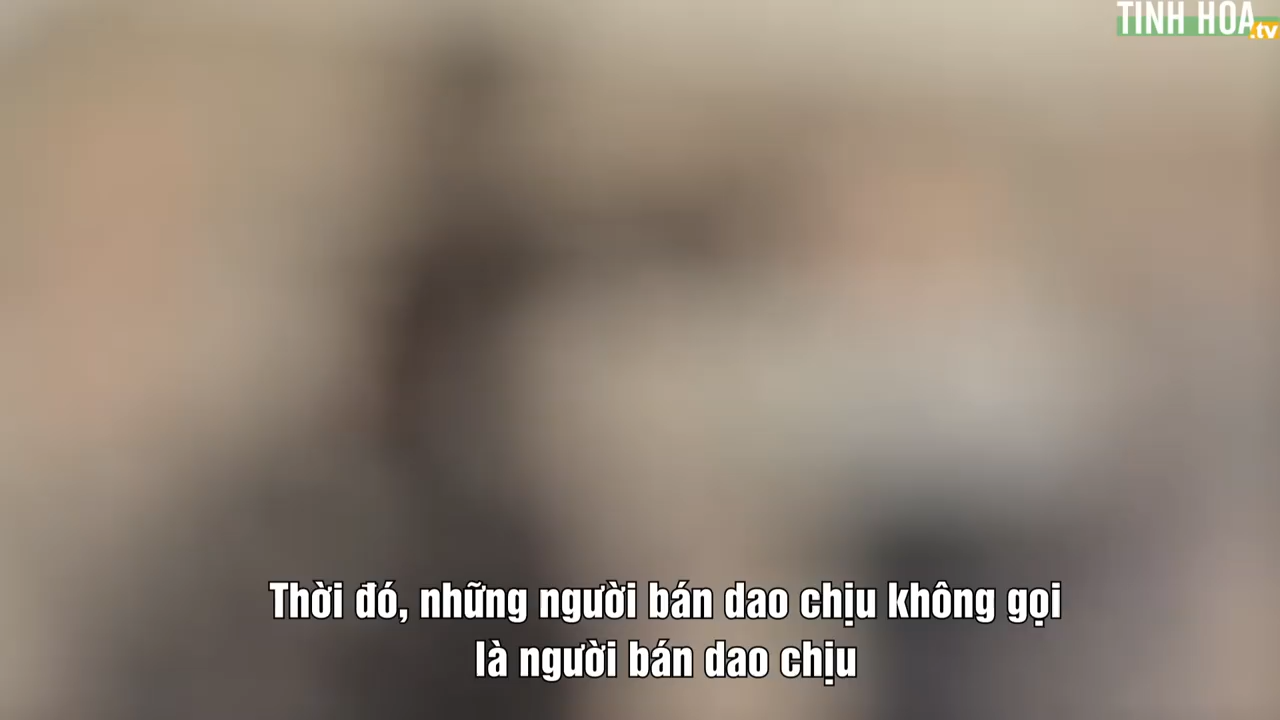 TINH HOA.tv
Thời đó, những người bán dao chịu không gọi
là người bán dao chịu